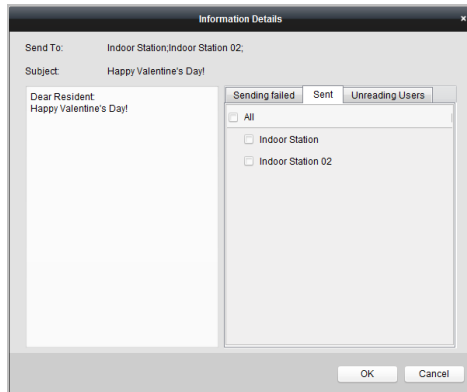 Information Details
Send To: Indoor Station;Indoor Station 02;
Subject: Happy Valentine's Day!
Dear Resident:
Happy Valentine's Day!
Sending failed Sent Unreading Users
All
Indoor Station
Indoor Station 02
OK Cancel